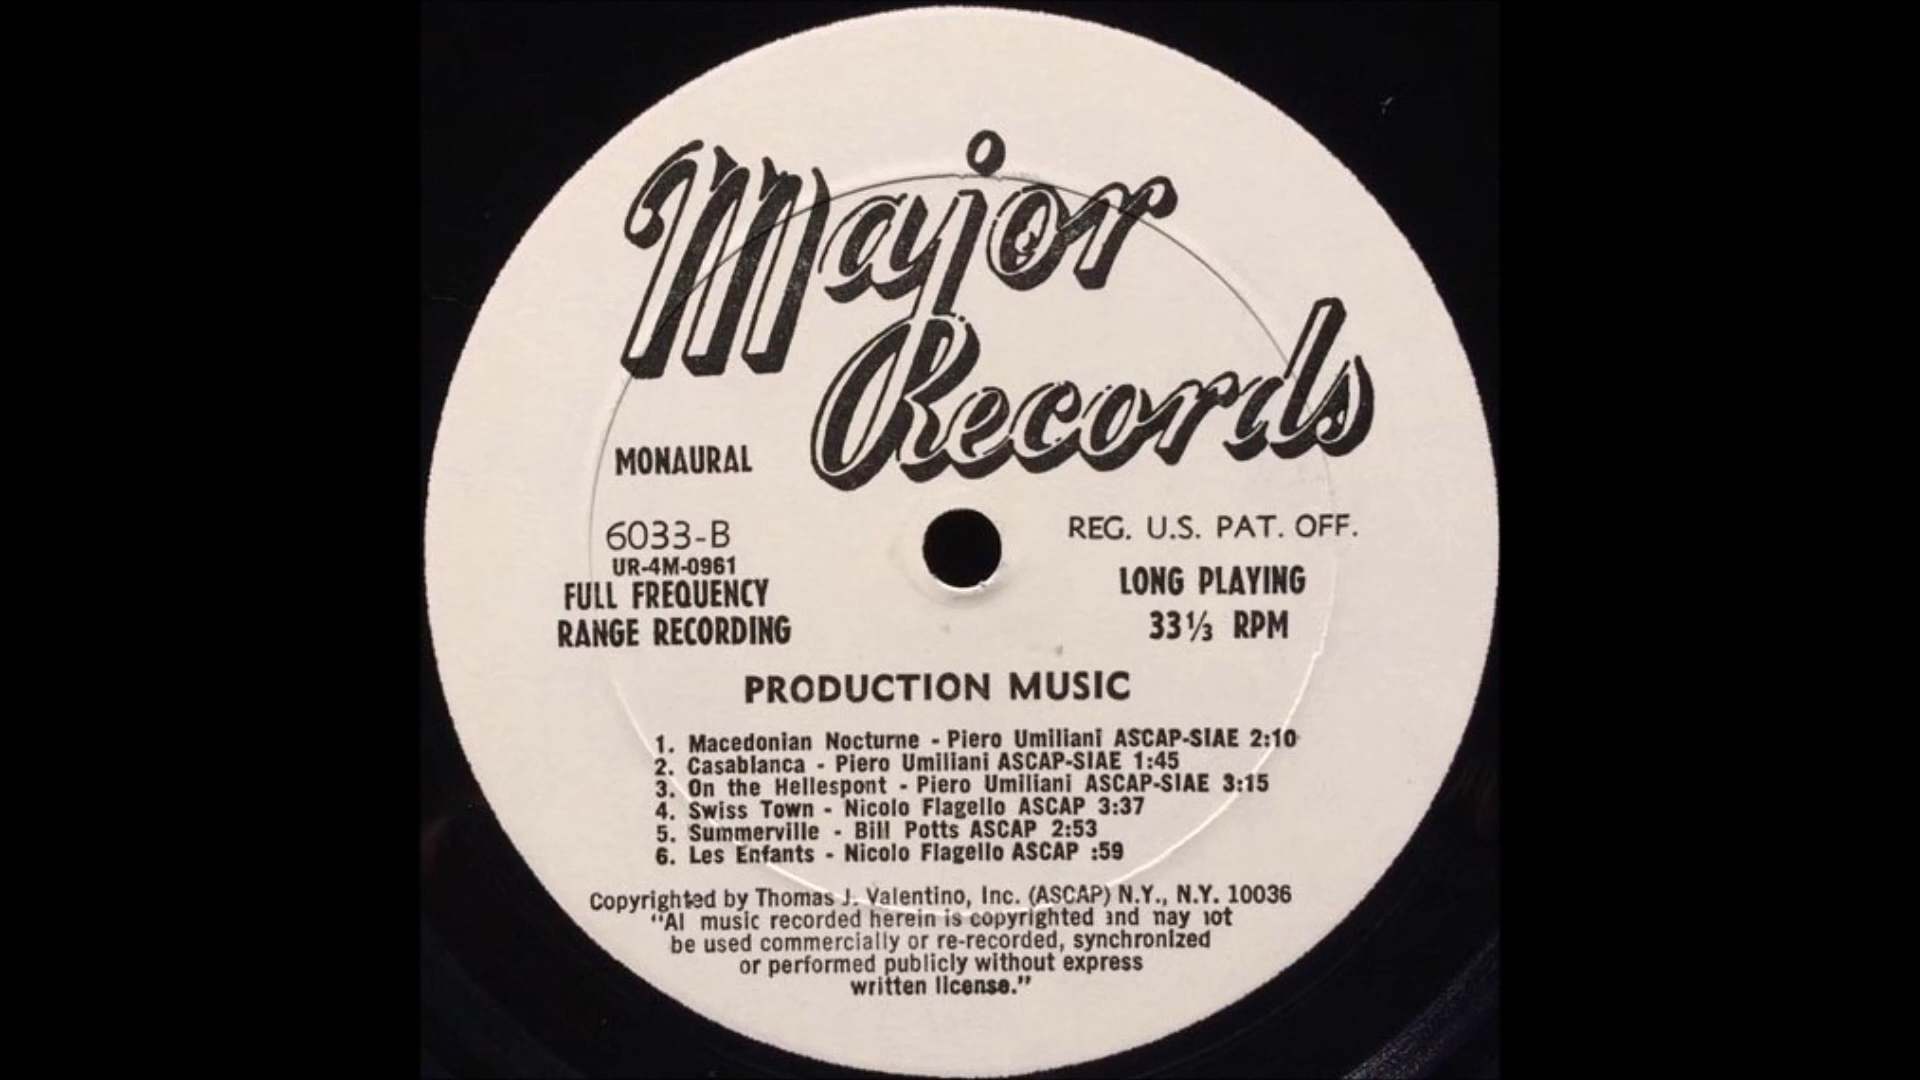 Major
Records
MONAURAL
6033-B
UR-4M-0961
FULL FREQUENCY
RANGE RECORDING
REG. U.S. PAT. OFF.
LONG PLAYING
33⅓ RPM
PRODUCTION MUSIC
1. Macedonian Nocturne - Piero Umiliani ASCAP-SIAE 2:10
2. Casablanca - Piero Umiliani ASCAP-SIAE 1:45
3. On the Hellespont - Piero Umiliani ASCAP-SIAE 3:15
4. Swiss Town - Nicolo Flagello ASCAP 3:37
5. Summerville - Bill Potts ASCAP 2:53
6. Les Enfants - Nicolo Flagello ASCAP :59
Copyrighted by Thomas J. Valentino, Inc. (ASCAP) N.Y., N.Y. 10036
"Al music recorded herein is copyrighted and may not
be used commercially or re-recorded, synchronized
or performed publicly without express
written license."